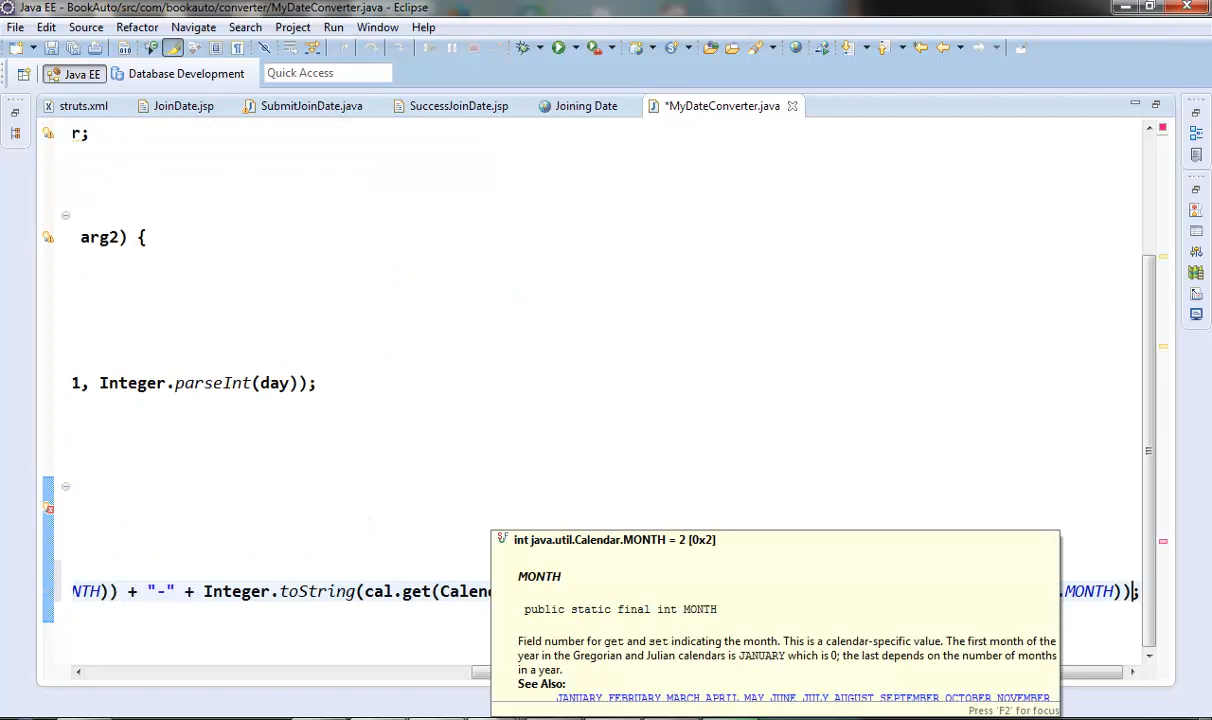 Java EE - BookAuto/src/com/bookauto/converter/MyDateConverter.java - Eclipse
File Edit Source Refactor Navigate Search Project Run Window Help
Java EE Database Development Quick Access
struts.xml JoinDate.jsp SubmitJoinDate.java SuccessJoinDate.jsp Joining Date *MyDateConverter.java
r;
arg2) {
1, Integer.parseInt(day));
NTH)) + "-" + Integer.toString(cal.get(Calen .MONTH));
int java.util.Calendar.MONTH = 2 [0x2]
MONTH
public static final int MONTH
Field number for get and set indicating the month. This is a calendar-specific value. The first month of the
year in the Gregorian and Julian calendars is JANUARY which is 0; the last depends on the number of months
in a year.
See Also:
JANUARY FEBRUARY MARCH APRIL MAY JUNE JULY AUGUST SEPTEMBER OCTOBER NOVEMBER
Press 'F2' for focus